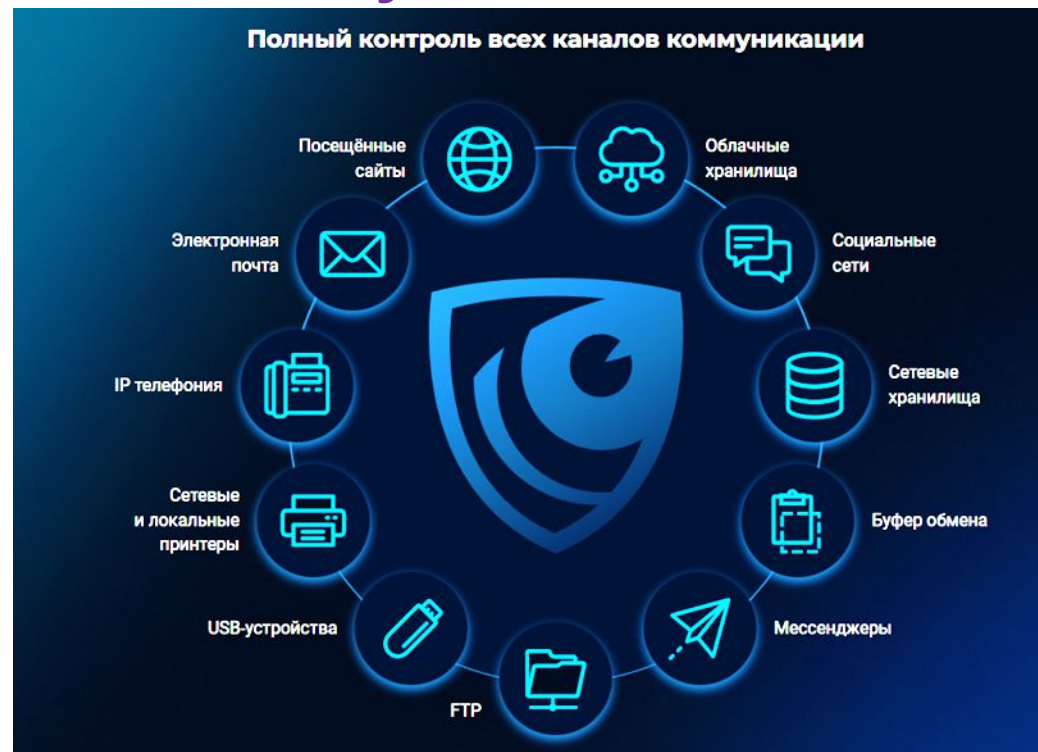 Полный контроль всех каналов коммуникации
Посещённые
сайты
Облачные
хранилища
Электронная
почта
Социальные
сети
IP телефония
Сетевые
хранилища
Сетевые
и локальные
принтеры
Буфер обмена
USB-устройства
Мессенджеры
FTP